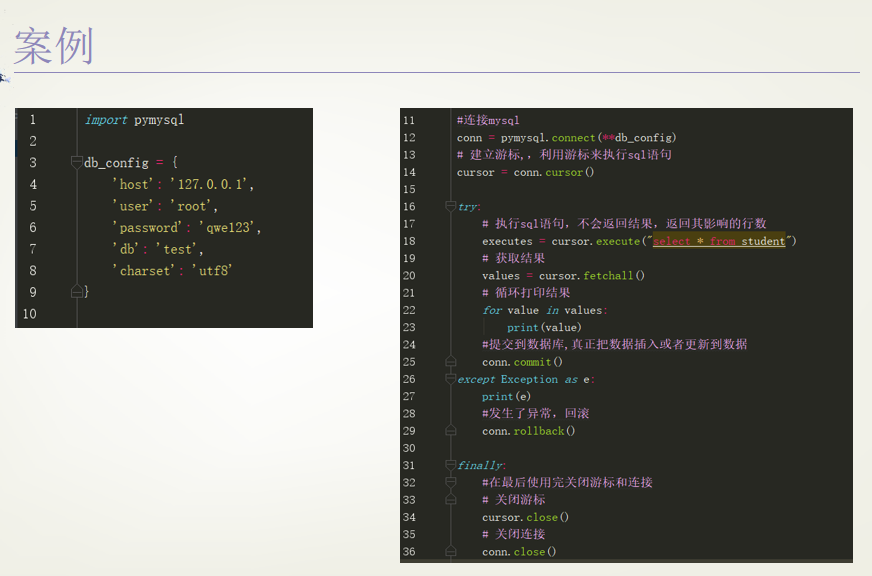 案例
1 import pymysql
2
3 db_config = {
4 'host': '127.0.0.1',
5 'user': 'root',
6 'password': 'qwe123',
7 'db': 'test',
8 'charset': 'utf8'
9 }
10
11 #连接mysql
12 conn = pymysql.connect(**db_config)
13 # 建立游标,，利用游标来执行sql语句
14 cursor = conn.cursor()
15
16 try:
17 # 执行sql语句，不会返回结果，返回其影响的行数
18 executes = cursor.execute("select * from student")
19 # 获取结果
20 values = cursor.fetchall()
21 # 循环打印结果
22 for value in values:
23 print(value)
24 #提交到数据库,真正把数据插入或者更新到数据
25 conn.commit()
26 except Exception as e:
27 print(e)
28 #发生了异常，回滚
29 conn.rollback()
30
31 finally:
32 #在最后使用完关闭游标和连接
33 # 关闭游标
34 cursor.close()
35 # 关闭连接
36 conn.close()